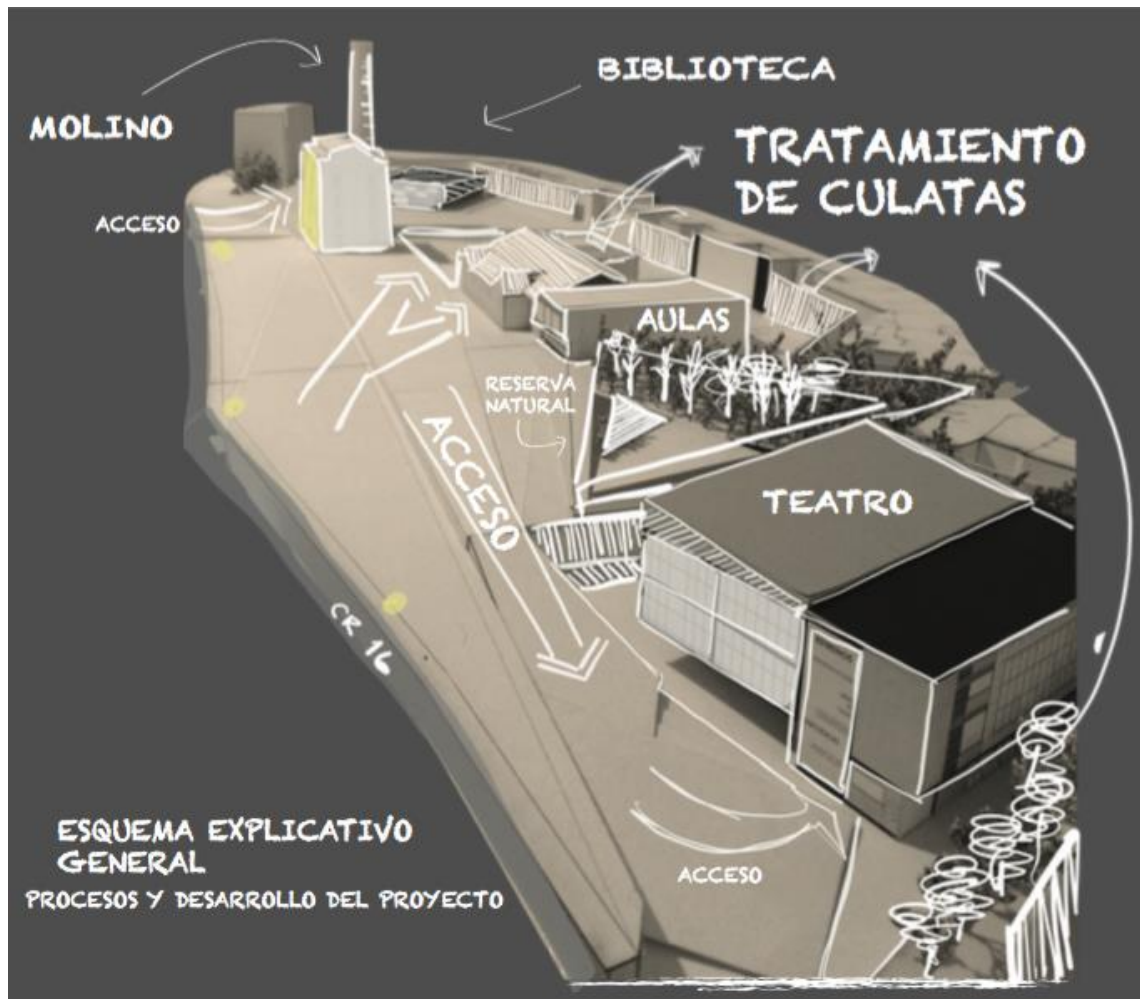 MOLINO
BIBLIOTECA
TRATAMIENTO
DE CULATAS
ACCESO
AULAS
RESERVA
NATURAL
ACCESO
TEATRO
CR 16
ESQUEMA EXPLICATIVO
GENERAL
PROCESOS Y DESARROLLO DEL PROYECTO
ACCESO